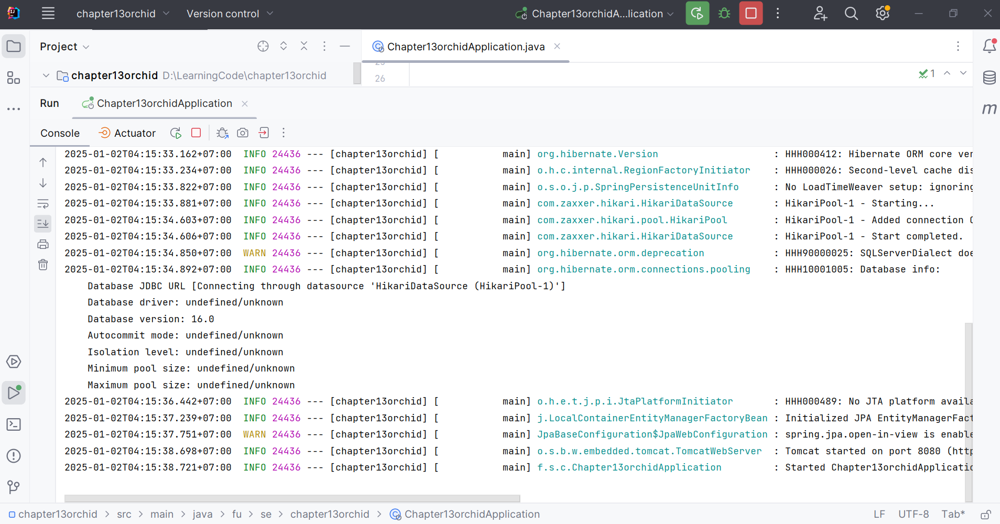 chapter13orchid Version control Chapter13orchidA...lication
Project Chapter13orchidApplication.java
chapter13orchid D:\LearningCode\chapter13orchid
26 1
Run Chapter13orchidApplication
Console Actuator
2025-01-02T04:15:33.162+07:00  INFO 24436 --- [chapter13orchid] [           main] org.hibernate.Version                    : HHH000412: Hibernate ORM core ver
2025-01-02T04:15:33.234+07:00  INFO 24436 --- [chapter13orchid] [           main] o.h.c.internal.RegionFactoryInitiator    : HHH000026: Second-level cache dis
2025-01-02T04:15:33.822+07:00  INFO 24436 --- [chapter13orchid] [           main] o.s.o.j.p.SpringPersistenceUnitInfo      : No LoadTimeWeaver setup: ignoring
2025-01-02T04:15:33.881+07:00  INFO 24436 --- [chapter13orchid] [           main] com.zaxxer.hikari.HikariDataSource       : HikariPool-1 - Starting...
2025-01-02T04:15:34.603+07:00  INFO 24436 --- [chapter13orchid] [           main] com.zaxxer.hikari.pool.HikariPool        : HikariPool-1 - Added connection
2025-01-02T04:15:34.606+07:00  INFO 24436 --- [chapter13orchid] [           main] com.zaxxer.hikari.HikariDataSource       : HikariPool-1 - Start completed.
2025-01-02T04:15:34.850+07:00  WARN 24436 --- [chapter13orchid] [           main] org.hibernate.orm.deprecation            : HHH90000025: SQLServerDialect doe
2025-01-02T04:15:34.892+07:00  INFO 24436 --- [chapter13orchid] [           main] org.hibernate.orm.connections.pooling    : HHH10001005: Database info:
Database JDBC URL [Connecting through datasource 'HikariDataSource (HikariPool-1)']
Database driver: undefined/unknown
Database version: 16.0
Autocommit mode: undefined/unknown
Isolation level: undefined/unknown
Minimum pool size: undefined/unknown
Maximum pool size: undefined/unknown
2025-01-02T04:15:36.442+07:00  INFO 24436 --- [chapter13orchid] [           main] o.h.e.t.j.p.i.JtaPlatformInitiator       : HHH000489: No JTA platform availa
2025-01-02T04:15:37.239+07:00  INFO 24436 --- [chapter13orchid] [           main] j.LocalContainerEntityManagerFactoryBean : Initialized JPA EntityManagerFact
2025-01-02T04:15:37.751+07:00  WARN 24436 --- [chapter13orchid] [           main] JpaBaseConfiguration$JpaWebConfiguration : spring.jpa.open-in-view is enable
2025-01-02T04:15:38.698+07:00  INFO 24436 --- [chapter13orchid] [           main] o.s.b.w.embedded.tomcat.TomcatWebServer  : Tomcat started on port 8080 (http
2025-01-02T04:15:38.721+07:00  INFO 24436 --- [chapter13orchid] [           main] f.s.c.Chapter13orchidApplication         : Started Chapter13orchidApplicatio
chapter13orchid > src > main > java > fu > se > chapter13orchid > Chapter13orchidApplication LF UTF-8 Tab*